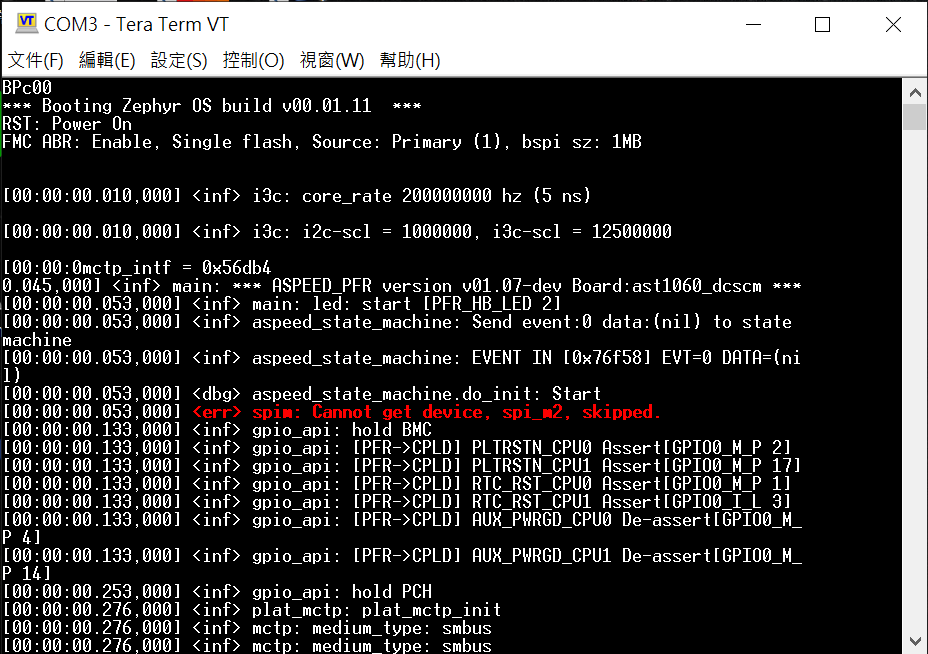 VT
COM3 - Tera Term VT
文件(F) 編輯(E) 設定(S) 控制(O) 視窗(W) 幫助(H)
BPc00
*** Booting Zephyr OS build v00.01.11  ***
RST: Power On
FMC ABR: Enable, Single flash, Source: Primary (1), bspi sz: 1MB
[00:00:00.010,000] <inf> i3c: core_rate 200000000 hz (5 ns)
[00:00:00.010,000] <inf> i3c: i2c-scl = 1000000, i3c-scl = 12500000
[00:00:0mctp_intf = 0x56db4
0.045,000] <inf> main: *** ASPEED_PFR version v01.07-dev Board:ast1060_dcscm ***
[00:00:00.053,000] <inf> main: led: start [PFR_HB_LED 2]
[00:00:00.053,000] <inf> aspeed_state_machine: Send event:0 data:(nil) to state
machine
[00:00:00.053,000] <inf> aspeed_state_machine: EVENT IN [0x76f58] EVT=0 DATA=(ni
l)
[00:00:00.053,000] <dbg> aspeed_state_machine.do_init: Start
[00:00:00.053,000] <err> spim: Cannot get device, spi_m2, skipped.
[00:00:00.133,000] <inf> gpio_api: hold BMC
[00:00:00.133,000] <inf> gpio_api: [PFR->CPLD] PLTRSTN_CPU0 Assert[GPIO0_M_P 2]
[00:00:00.133,000] <inf> gpio_api: [PFR->CPLD] PLTRSTN_CPU1 Assert[GPIO0_M_P 17]
[00:00:00.133,000] <inf> gpio_api: [PFR->CPLD] RTC_RST_CPU0 Assert[GPIO0_M_P 1]
[00:00:00.133,000] <inf> gpio_api: [PFR->CPLD] RTC_RST_CPU1 Assert[GPIO0_I_L 3]
[00:00:00.133,000] <inf> gpio_api: [PFR->CPLD] AUX_PWRGD_CPU0 De-assert[GPIO0_M_
P 4]
[00:00:00.133,000] <inf> gpio_api: [PFR->CPLD] AUX_PWRGD_CPU1 De-assert[GPIO0_M_
P 14]
[00:00:00.253,000] <inf> gpio_api: hold PCH
[00:00:00.276,000] <inf> plat_mctp: plat_mctp_init
[00:00:00.276,000] <inf> mctp: medium_type: smbus
[00:00:00.276,000] <inf> mctp: medium_type: smbus